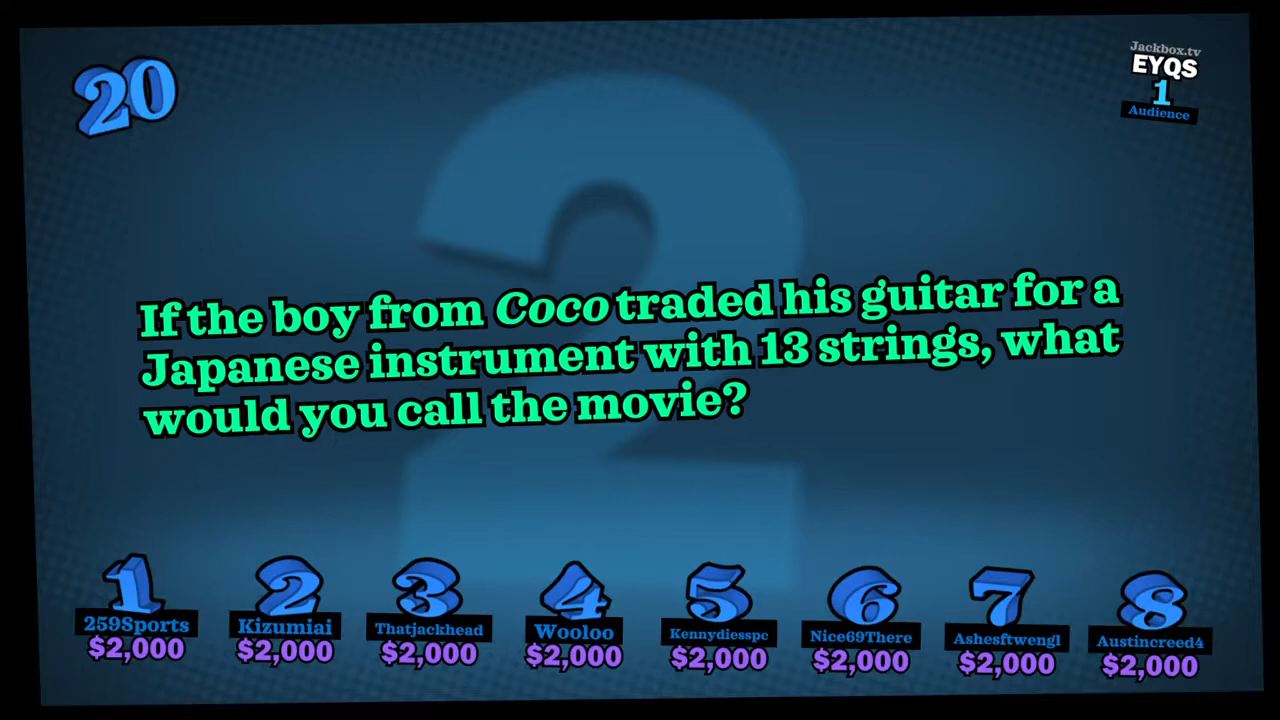 20
Jackbox.tv
EYQS
1
Audience
If the boy from Coco traded his guitar for a
Japanese instrument with 13 strings, what
would you call the movie?
2
1 2 3 4 5 6 7 8
259Sports Kizumiai Thatjackhead Wooloo Kennydiesspc Nice69There Ashesftwengl Austincreed4
$2,000 $2,000 $2,000 $2,000 $2,000 $2,000 $2,000 $2,000